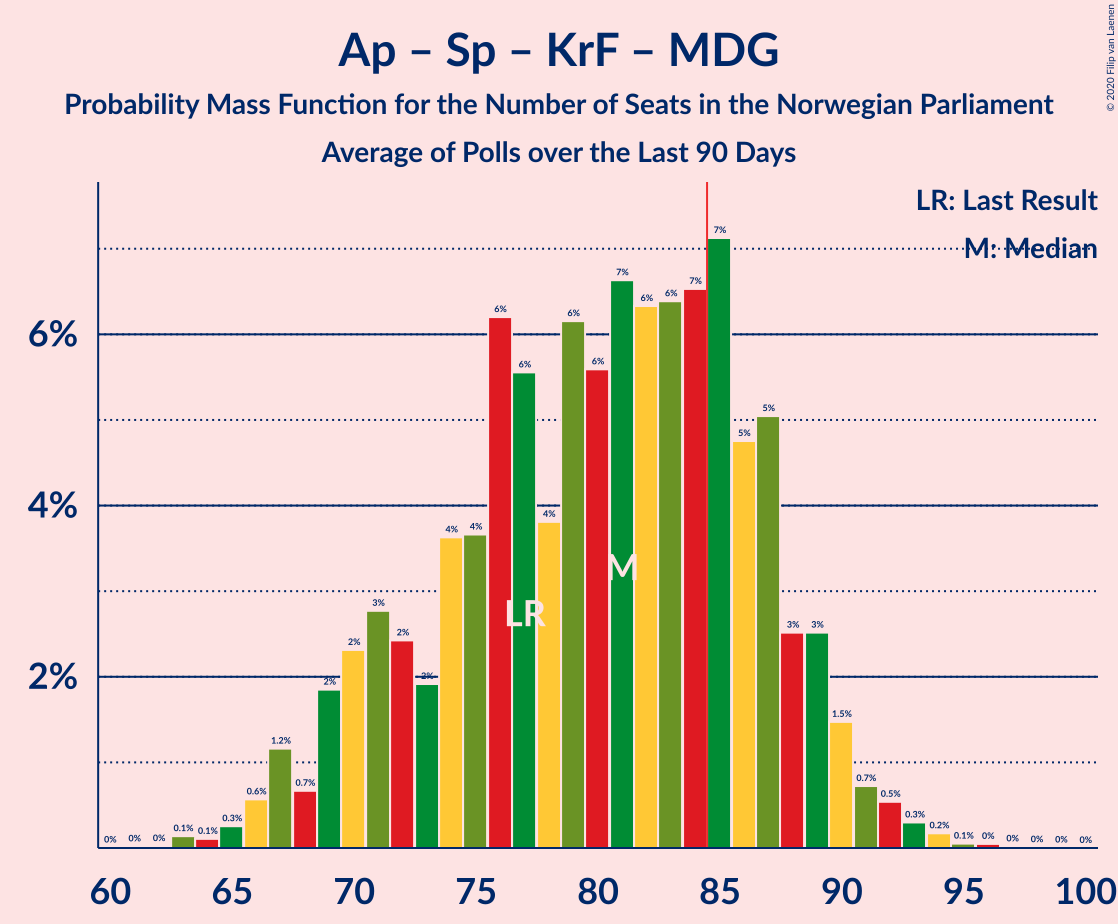 Ap – Sp – KrF – MDG
Probability Mass Function for the Number of Seats in the Norwegian Parliament
Average of Polls over the Last 90 Days
© 2020 Filip van Laenen
LR: Last Result
M: Median
6%
4%
2%
0% 0% 0% 0.1% 0.1% 0.3% 0.6% 1.2% 0.7% 2% 2% 3% 2% 2% 4% 4% 6% 6% 4% 6% 6% 7% 6% 6% 7% 7% 5% 5% 3% 3% 1.5% 0.7% 0.5% 0.3% 0.2% 0.1% 0% 0% 0% 0% 0%
M
LR
60 65 70 75 80 85 90 95 100